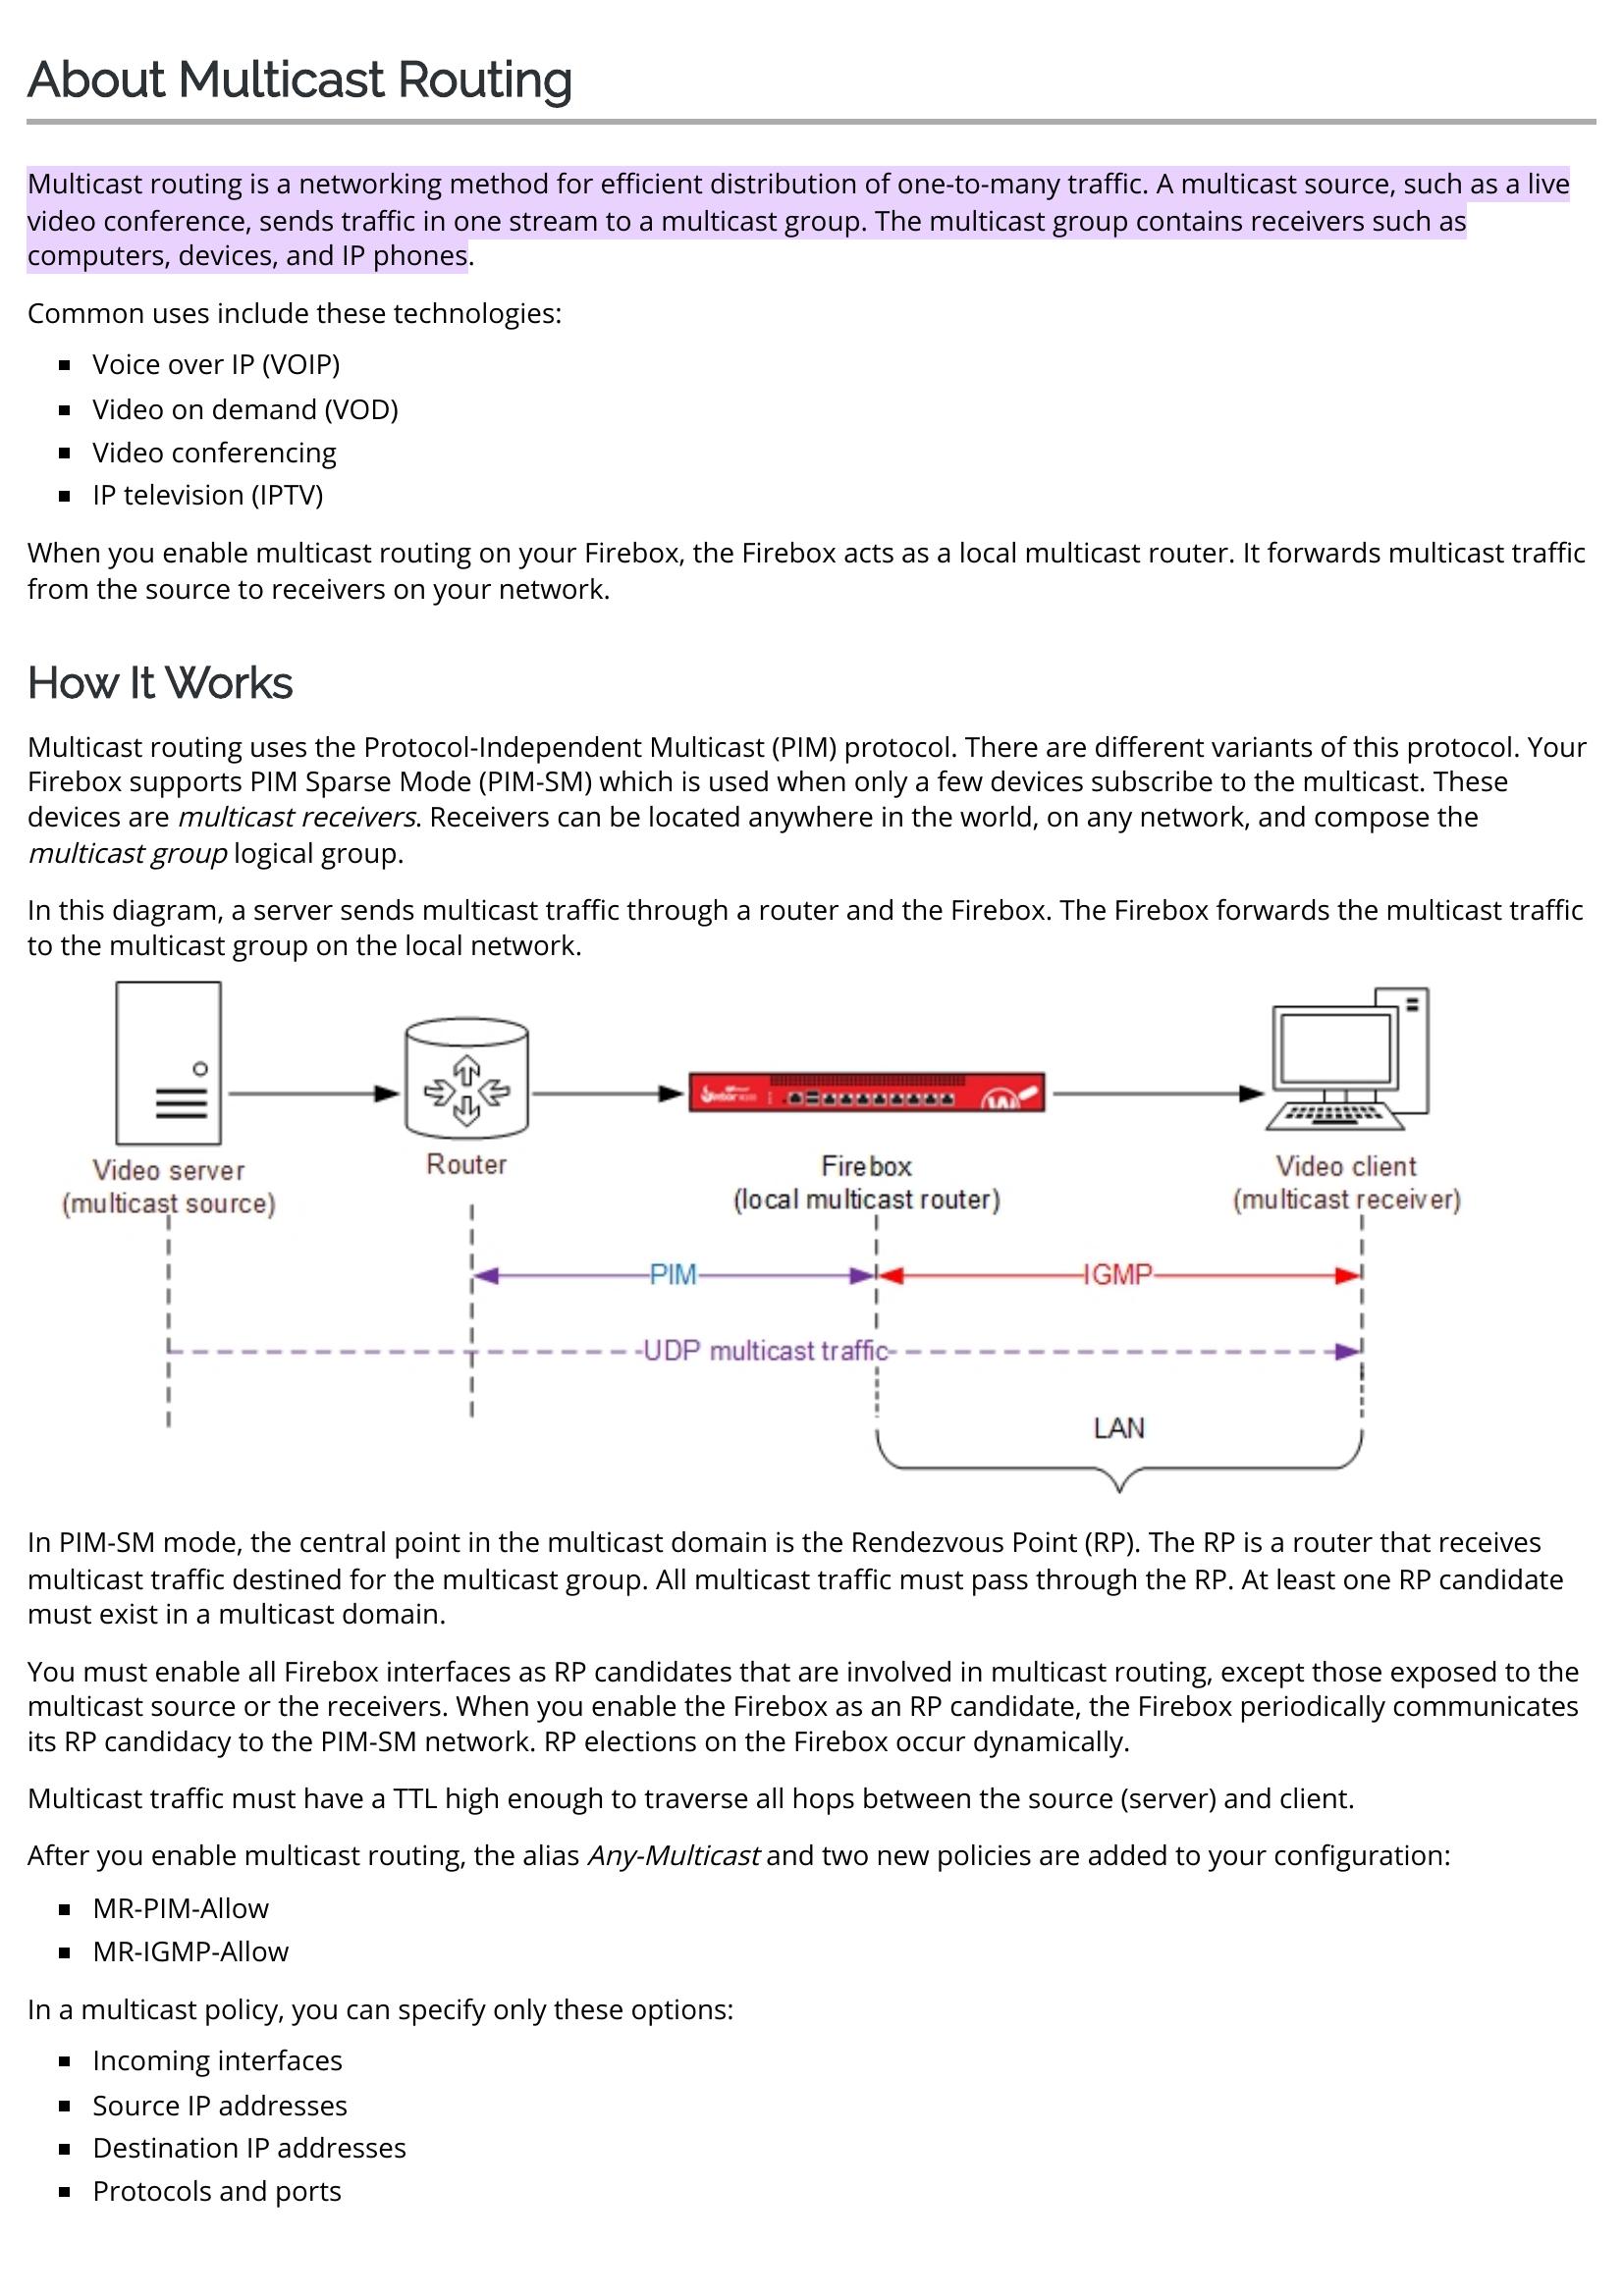 About Multicast Routing
Multicast routing is a networking method for efficient distribution of one-to-many traffic. A multicast source, such as a live
video conference, sends traffic in one stream to a multicast group. The multicast group contains receivers such as
computers, devices, and IP phones.
Common uses include these technologies:
Voice over IP (VOIP)
Video on demand (VOD)
Video conferencing
IP television (IPTV)
When you enable multicast routing on your Firebox, the Firebox acts as a local multicast router. It forwards multicast traffic
from the source to receivers on your network.
How It Works
Multicast routing uses the Protocol-Independent Multicast (PIM) protocol. There are different variants of this protocol. Your
Firebox supports PIM Sparse Mode (PIM-SM) which is used when only a few devices subscribe to the multicast. These
devices are multicast receivers. Receivers can be located anywhere in the world, on any network, and compose the
multicast group logical group.
In this diagram, a server sends multicast traffic through a router and the Firebox. The Firebox forwards the multicast traffic
to the multicast group on the local network.
Video server
(multicast source)
Router
Firebox
(local multicast router)
Video client
(multicast receiver)
PIM
IGMP
UDP multicast traffic
LAN
In PIM-SM mode, the central point in the multicast domain is the Rendezvous Point (RP). The RP is a router that receives
multicast traffic destined for the multicast group. All multicast traffic must pass through the RP. At least one RP candidate
must exist in a multicast domain.
You must enable all Firebox interfaces as RP candidates that are involved in multicast routing, except those exposed to the
multicast source or the receivers. When you enable the Firebox as an RP candidate, the Firebox periodically communicates
its RP candidacy to the PIM-SM network. RP elections on the Firebox occur dynamically.
Multicast traffic must have a TTL high enough to traverse all hops between the source (server) and client.
After you enable multicast routing, the alias Any-Multicast and two new policies are added to your configuration:
MR-PIM-Allow
MR-IGMP-Allow
In a multicast policy, you can specify only these options:
Incoming interfaces
Source IP addresses
Destination IP addresses
Protocols and ports